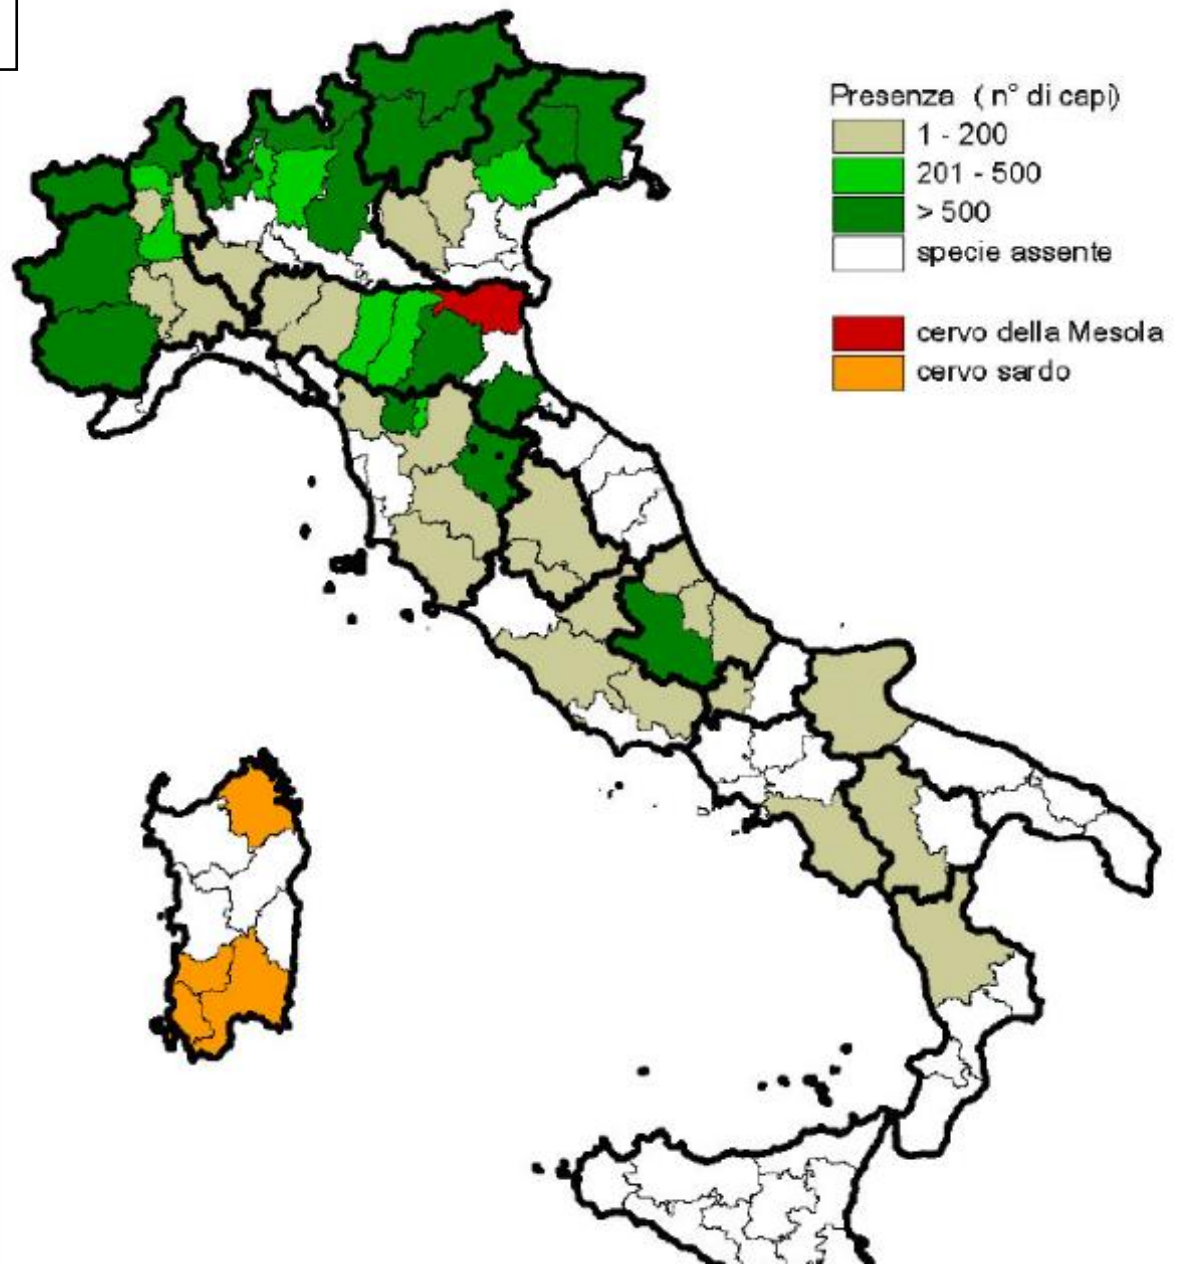 Presenza ( n° di capi)
1 - 200
201 - 500
> 500
specie assente
cervo della Mesola
cervo sardo